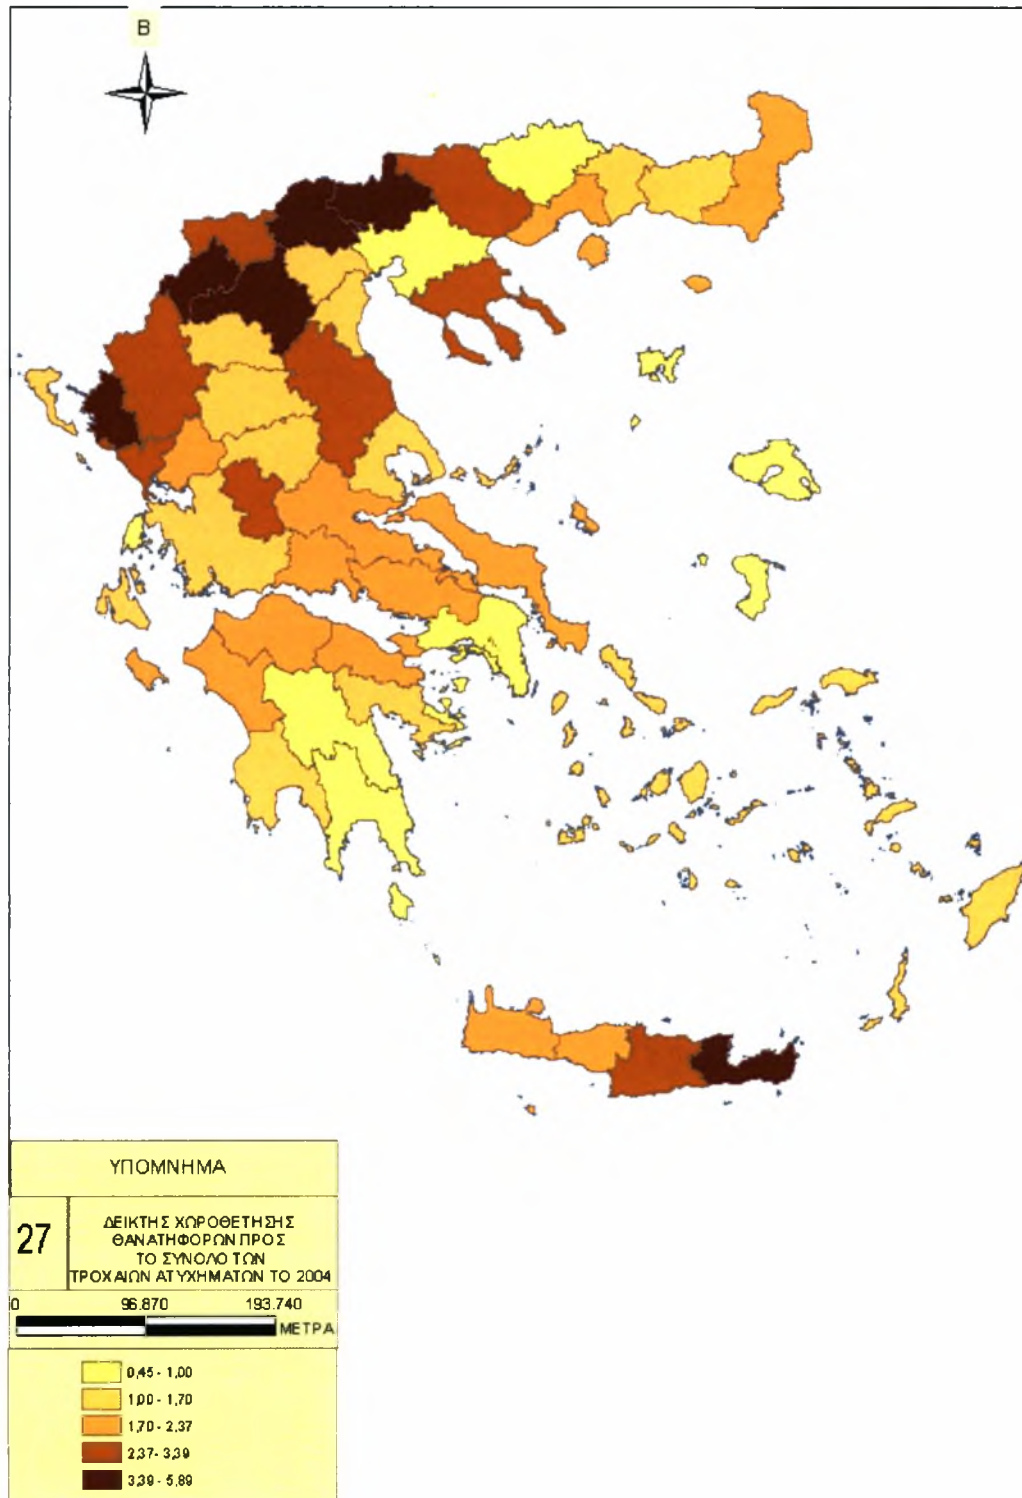 Β
ΥΠΟΜΝΗΜΑ
27
ΔΕΙΚΤΗΣ ΧΩΡΟΘΕΤΗΣΗΣ
ΘΑΝΑΤΗΦΟΡΩΝ ΠΡΟΣ
ΤΟ ΣΥΝΟΛΟ ΤΩΝ
ΤΡΟΧΑΙΩΝ ΑΤΥΧΗΜΑΤΩΝ ΤΟ 2004
0 96.870 193.740
ΜΕΤΡΑ
0,45 - 1,00
1,00 - 1,70
1,70 - 2,37
2,37 - 3,39
3,39 - 5,89